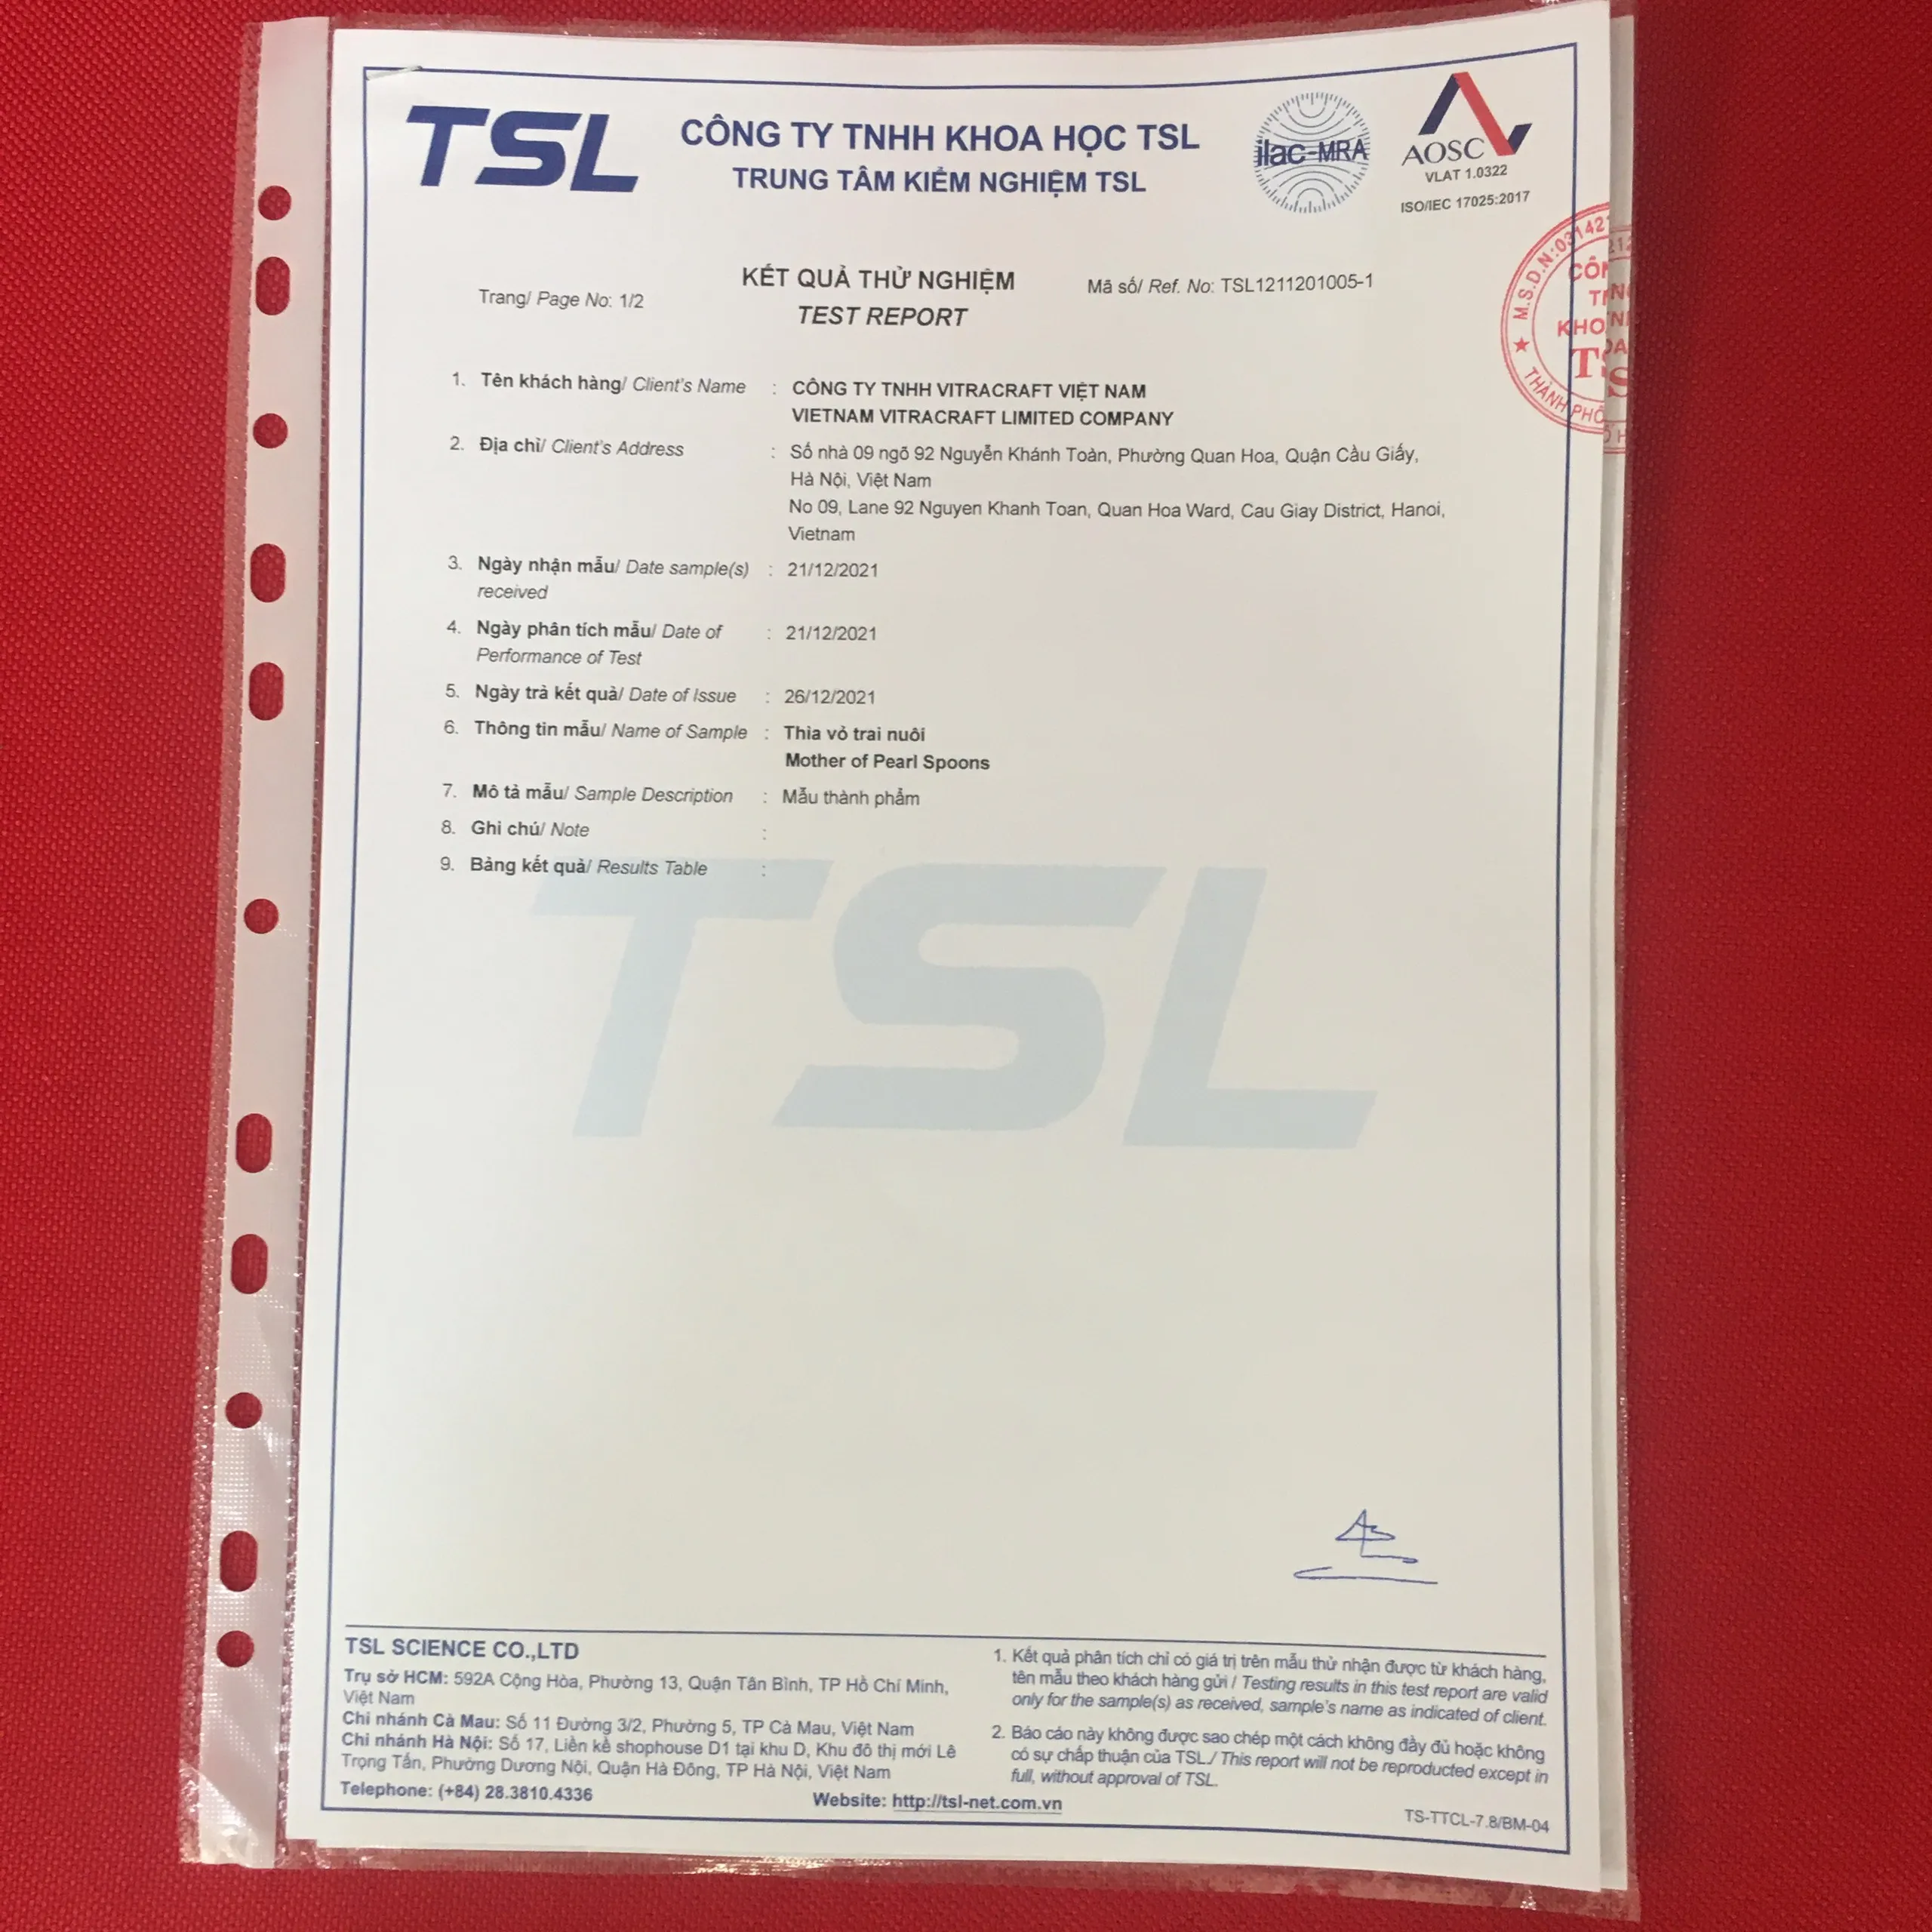 TSL
CÔNG TY TNHH KHOA HỌC TSL
TRUNG TÂM KIỂM NGHIỆM TSL
ilac-MRA
AOSC
VLAT 1.0322
ISO/IEC 17025:2017
Trang/ Page No: 1/2
KẾT QUẢ THỬ NGHIỆM
TEST REPORT
Mã số/ Ref. No: TSL1211201005-1
1. Tên khách hàng/ Client's Name : CÔNG TY TNHH VITRACRAFT VIỆT NAM
VIETNAM VITRACRAFT LIMITED COMPANY
2. Địa chỉ/ Client's Address : Số nhà 09 ngõ 92 Nguyễn Khánh Toàn, Phường Quan Hoa, Quận Cầu Giấy,
Hà Nội, Việt Nam
No 09, Lane 92 Nguyen Khanh Toan, Quan Hoa Ward, Cau Giay District, Hanoi,
Vietnam
3. Ngày nhận mẫu/ Date sample(s) : 21/12/2021
received
4. Ngày phân tích mẫu/ Date of : 21/12/2021
Performance of Test
5. Ngày trả kết quả/ Date of Issue : 26/12/2021
6. Thông tin mẫu/ Name of Sample : Thìa vỏ trai nuôi
Mother of Pearl Spoons
7. Mô tả mẫu/ Sample Description : Mẫu thành phẩm
8. Ghi chú/ Note :
9. Bảng kết quả/ Results Table :
TSL
M.S.D.N:03142
KHO
THÀNH PHỐ
TSL SCIENCE CO.,LTD
Trụ sở HCM: 592A Cộng Hòa, Phường 13, Quận Tân Bình, TP Hồ Chí Minh,
Việt Nam
Chi nhánh Cà Mau: Số 11 Đường 3/2, Phường 5, TP Cà Mau, Việt Nam
Chi nhánh Hà Nội: Số 17, Liền kề shophouse D1 tại khu D, Khu đô thị mới Lê
Trọng Tấn, Phường Dương Nội, Quận Hà Đông, TP Hà Nội, Việt Nam
Telephone: (+84) 28.3810.4336
Website: http://tsl-net.com.vn
1. Kết quả phân tích chỉ có giá trị trên mẫu thử nhận được từ khách hàng,
tên mẫu theo khách hàng gửi / Testing results in this test report are valid
only for the sample(s) as received, sample's name as indicated of client.
2. Báo cáo này không được sao chép một cách không đầy đủ hoặc không
có sự chấp thuận của TSL./ This report will not be reproduced except in
full, without approval of TSL.
TS-TTCL-7.8/BM-04